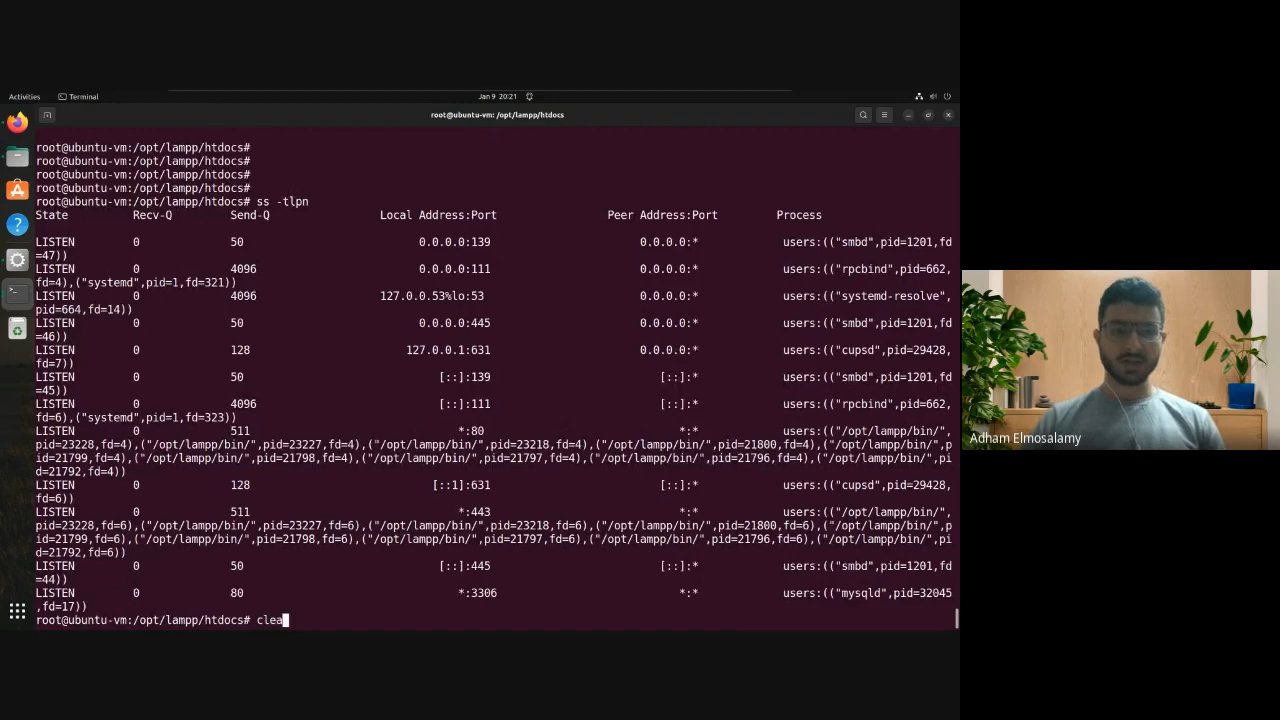 Activities Terminal Jan 9 20:21
root@ubuntu-vm: /opt/lampp/htdocs
root@ubuntu-vm:/opt/lampp/htdocs#
root@ubuntu-vm:/opt/lampp/htdocs#
root@ubuntu-vm:/opt/lampp/htdocs#
root@ubuntu-vm:/opt/lampp/htdocs#
root@ubuntu-vm:/opt/lampp/htdocs# ss -tlpn
State Recv-Q Send-Q Local Address:Port Peer Address:Port Process
LISTEN 0 50 0.0.0.0:139 0.0.0.0:* users:(("smbd",pid=1201,fd
=47))
LISTEN 0 4096 0.0.0.0:111 0.0.0.0:* users:(("rpcbind",pid=662,
fd=4),("systemd",pid=1,fd=321))
LISTEN 0 4096 127.0.0.53%lo:53 0.0.0.0:* users:(("systemd-resolve",
pid=664,fd=14))
LISTEN 0 50 0.0.0.0:445 0.0.0.0:* users:(("smbd",pid=1201,fd
=46))
LISTEN 0 128 127.0.0.1:631 0.0.0.0:* users:(("cupsd",pid=29428,
fd=7))
LISTEN 0 50 [::]:139 [::]:* users:(("smbd",pid=1201,fd
=45))
LISTEN 0 4096 [::]:111 [::]:* users:(("rpcbind",pid=662,
fd=6),("systemd",pid=1,fd=323))
LISTEN 0 511 *:80 *:* users:(("/opt/lampp/bin/",
pid=23228,fd=4),("/opt/lampp/bin/",pid=23227,fd=4),("/opt/lampp/bin/",pid=23218,fd=4),("/opt/lampp/bin/",pid=21800,fd=4),("/opt/lampp/bin/",p
id=21799,fd=4),("/opt/lampp/bin/",pid=21798,fd=4),("/opt/lampp/bin/",pid=21797,fd=4),("/opt/lampp/bin/",pid=21796,fd=4),("/opt/lampp/bin/",pi
d=21792,fd=4))
LISTEN 0 128 [::1]:631 [::]:* users:(("cupsd",pid=29428,
fd=6))
LISTEN 0 511 *:443 *:* users:(("/opt/lampp/bin/",
pid=23228,fd=6),("/opt/lampp/bin/",pid=23227,fd=6),("/opt/lampp/bin/",pid=23218,fd=6),("/opt/lampp/bin/",pid=21800,fd=6),("/opt/lampp/bin/",p
id=21799,fd=6),("/opt/lampp/bin/",pid=21798,fd=6),("/opt/lampp/bin/",pid=21797,fd=6),("/opt/lampp/bin/",pid=21796,fd=6),("/opt/lampp/bin/",pi
d=21792,fd=6))
LISTEN 0 50 [::]:445 [::]:* users:(("smbd",pid=1201,fd
=44))
LISTEN 0 80 *:3306 *:* users:(("mysqld",pid=32045
,fd=17))
root@ubuntu-vm:/opt/lampp/htdocs# clea
Adham Elmosalamy